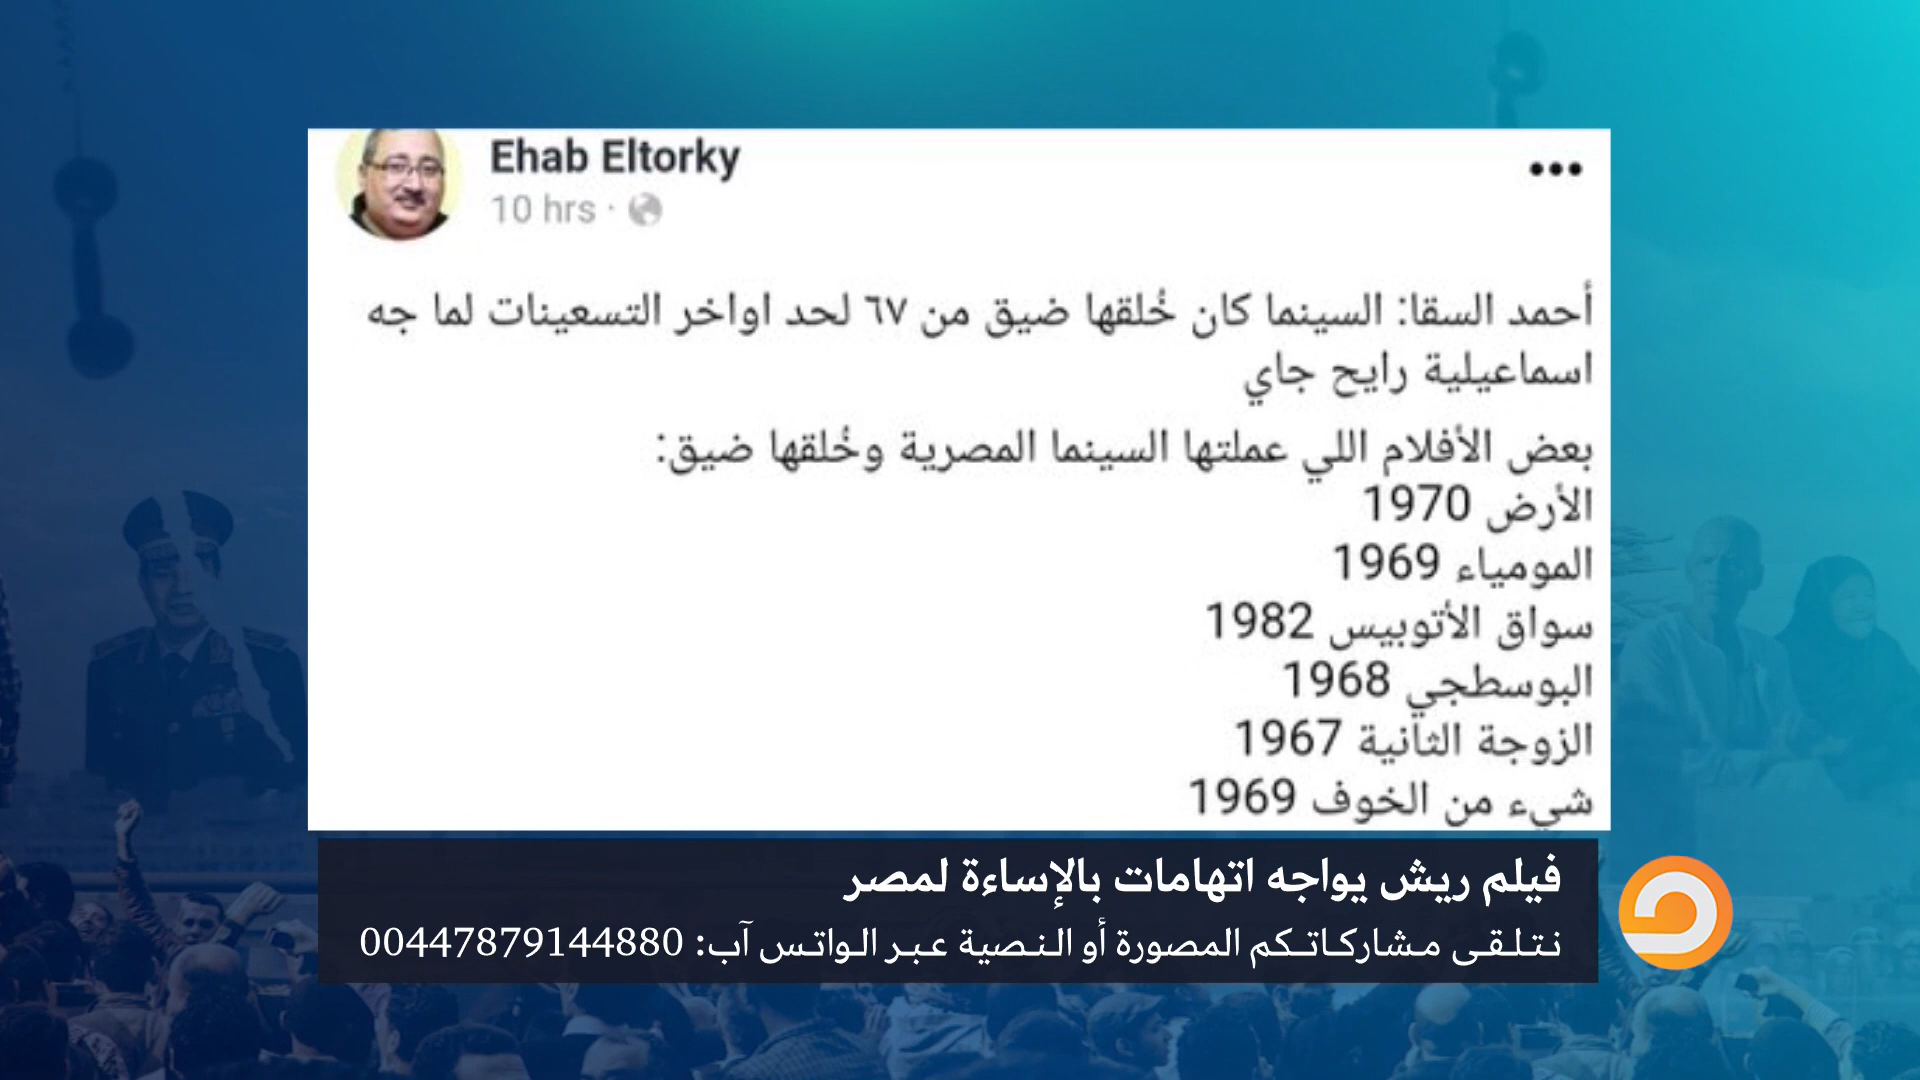 Ehab Eltorky
10 hrs ·
أحمد السقا: السينما كان خُلقها ضيق من ٦٧ لحد اواخر التسعينات لما جه
اسماعيلية رايح جاي
بعض الأفلام اللي عملتها السينما المصرية وخُلقها ضيق:
الأرض 1970
المومياء 1969
سواق الأتوبيس 1982
البوسطجي 1968
الزوجة الثانية 1967
شيء من الخوف 1969
فيلم ريش يواجه اتهامات بالإساءة لمصر
نتلقى مشاركاتكم المصورة أو النصية عبر الواتس آب: 00447879144880